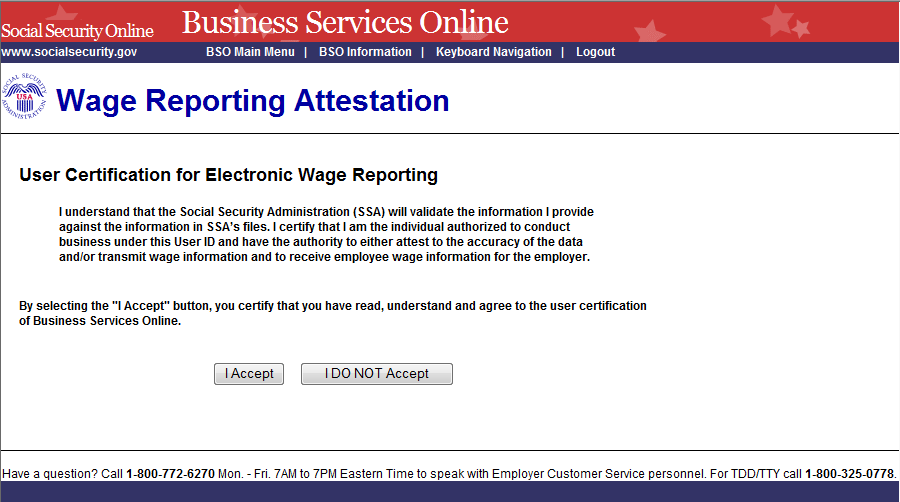 Social Security Online
Business Services Online
www.socialsecurity.gov
BSO Main Menu | BSO Information | Keyboard Navigation | Logout
SOCIAL SECURITY
USA
ADMINISTRATION
Wage Reporting Attestation
User Certification for Electronic Wage Reporting
I understand that the Social Security Administration (SSA) will validate the information I provide
against the information in SSA's files. I certify that I am the individual authorized to conduct
business under this User ID and have the authority to either attest to the accuracy of the data
and/or transmit wage information and to receive employee wage information for the employer.
By selecting the "I Accept" button, you certify that you have read, understand and agree to the user certification
of Business Services Online.
I Accept
I DO NOT Accept
Have a question? Call 1-800-772-6270 Mon. - Fri. 7AM to 7PM Eastern Time to speak with Employer Customer Service personnel. For TDD/TTY call 1-800-325-0778.